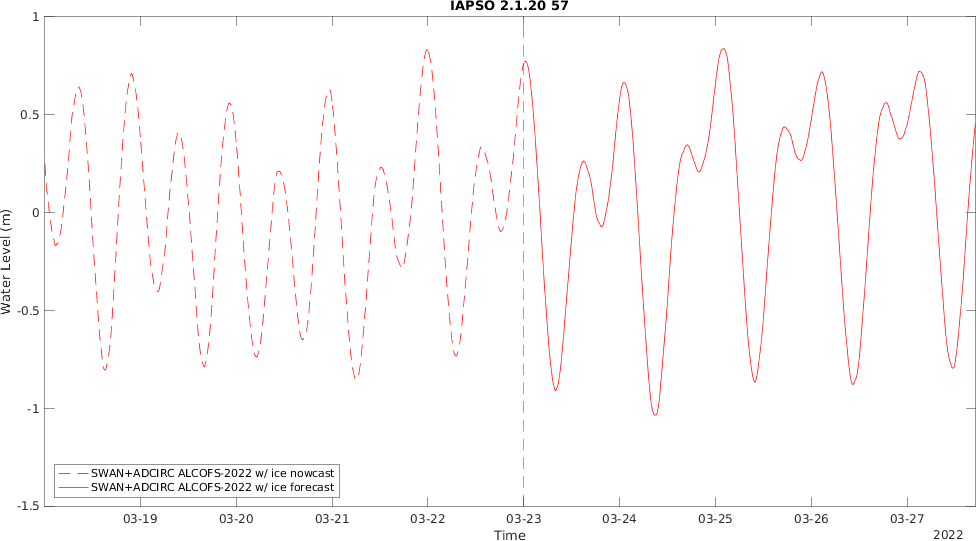 IAPSO 2.1.20 57
Water Level (m)
1
0.5
0
-0.5
-1
-1.5
SWAN+ADCIRC ALCOFS-2022 w/ ice nowcast
SWAN+ADCIRC ALCOFS-2022 w/ ice forecast
03-19 03-20 03-21 03-22 03-23 03-24 03-25 03-26 03-27
Time
2022